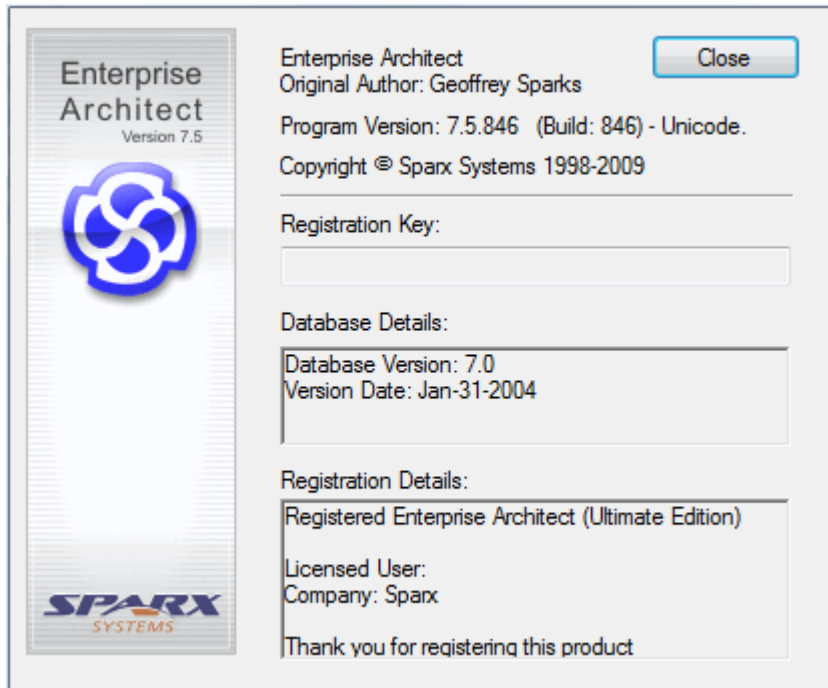 Enterprise
Architect
Version 7.5
SPARX
SYSTEMS
Enterprise Architect
Close
Original Author: Geoffrey Sparks
Program Version: 7.5.846 (Build: 846) - Unicode.
Copyright © Sparx Systems 1998-2009
Registration Key:
Database Details:
Database Version: 7.0
Version Date: Jan-31-2004
Registration Details:
Registered Enterprise Architect (Ultimate Edition)
Licensed User:
Company: Sparx
Thank you for registering this product